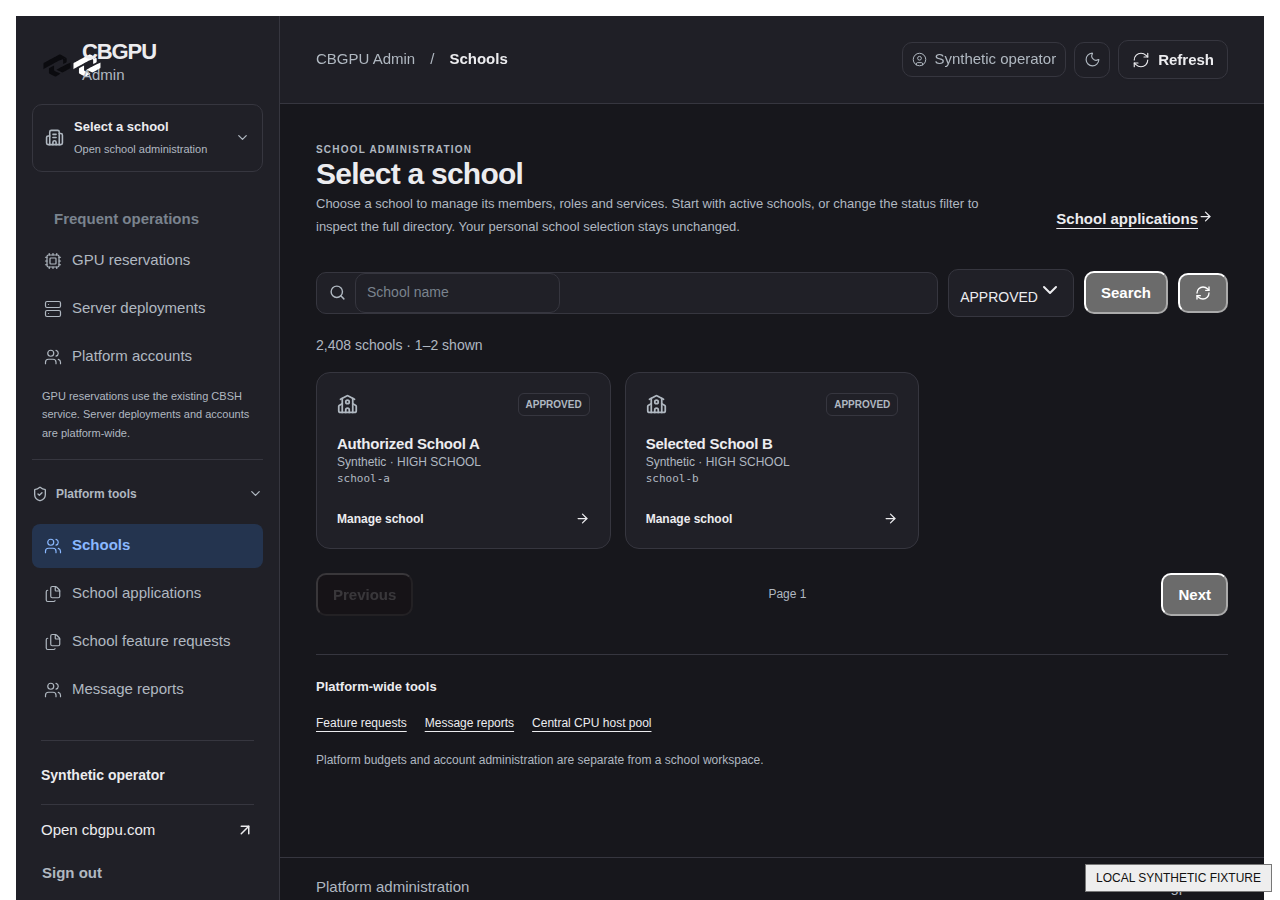 CBGPU
Admin
Select a school
Open school administration
Frequent operations
GPU reservations
Server deployments
Platform accounts
GPU reservations use the existing CBSH
service. Server deployments and accounts
are platform-wide.
Platform tools
Schools
School applications
School feature requests
Message reports
Synthetic operator
Open cbgpu.com
Sign out
CBGPU Admin / Schools
Synthetic operator
Refresh
SCHOOL ADMINISTRATION
Select a school
Choose a school to manage its members, roles and services. Start with active schools, or change the status filter to
inspect the full directory. Your personal school selection stays unchanged.
School applications
School name
APPROVED
Search
2,408 schools · 1–2 shown
APPROVED
Authorized School A
Synthetic · HIGH SCHOOL
school-a
Manage school
APPROVED
Selected School B
Synthetic · HIGH SCHOOL
school-b
Manage school
Previous
Page 1
Next
Platform-wide tools
Feature requests Message reports Central CPU host pool
Platform budgets and account administration are separate from a school workspace.
Platform administration
LOCAL SYNTHETIC FIXTURE